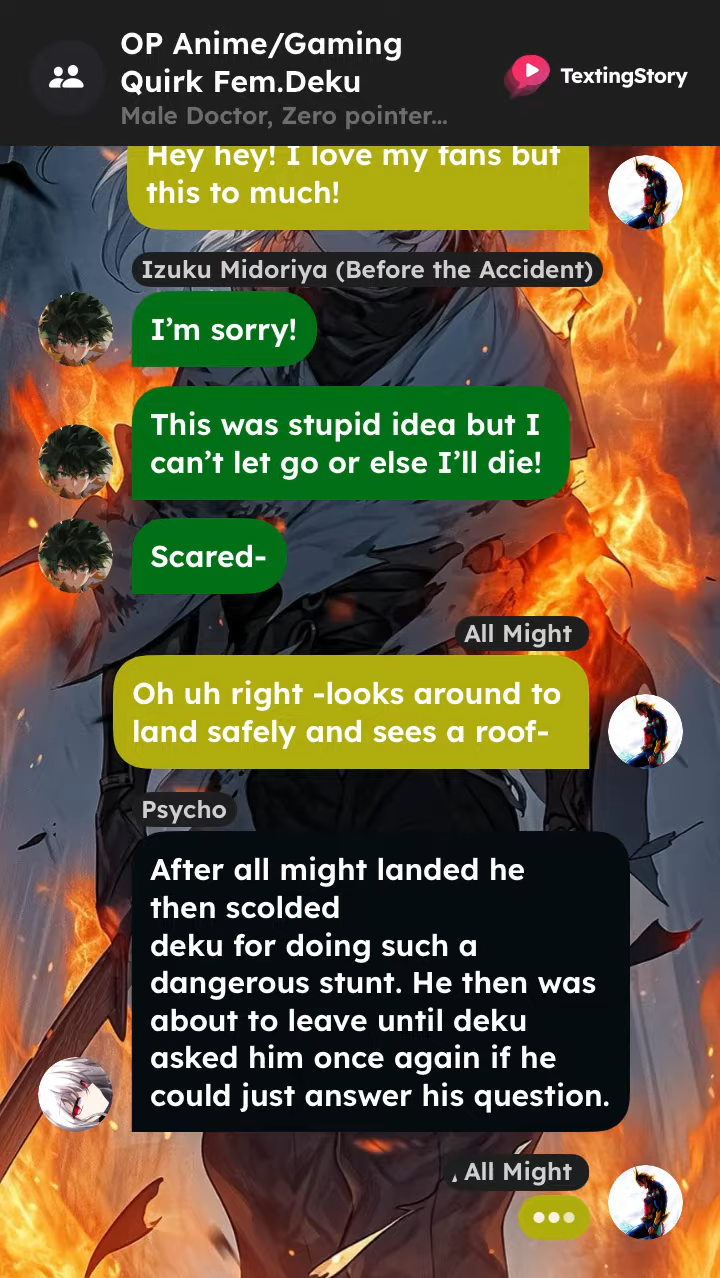 OP Anime/Gaming
Quirk Fem.Deku
Male Doctor, Zero pointer...
TextingStory
Hey hey! I love my fans but
this to much!
Izuku Midoriya (Before the Accident)
I'm sorry!
This was stupid idea but I
can't let go or else I'll die!
Scared-
All Might
Oh uh right -looks around to
land safely and sees a roof-
Psycho
After all might landed he
then scolded
deku for doing such a
dangerous stunt. He then was
about to leave until deku
asked him once again if he
could just answer his question.
All Might